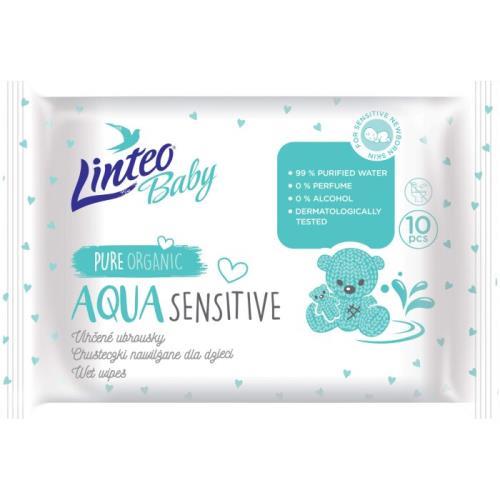 Linteo
Baby
FOR SENSITIVE NEWBORN SKIN
99 % PURIFIED WATER
0 % PERFUME
0 % ALCOHOL
DERMATOLOGICALLY
TESTED
10
pcs
PURE ORGANIC
AQUA SENSITIVE
Vlhčené ubrousky
Chusteczki nawilżane dla dzieci
Wet wipes